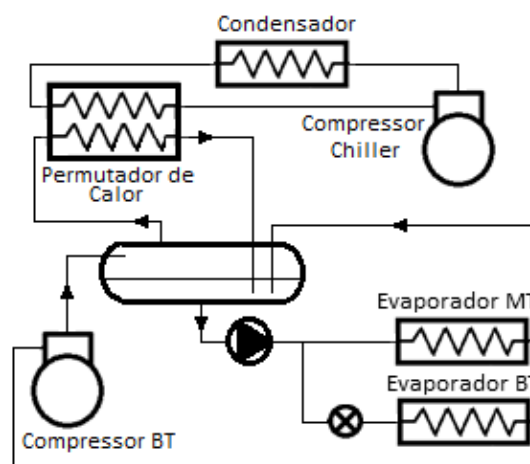 Condensador
Compressor
Chiller
Permutador de
Calor
Evaporador MT
Evaporador BT
Compressor BT